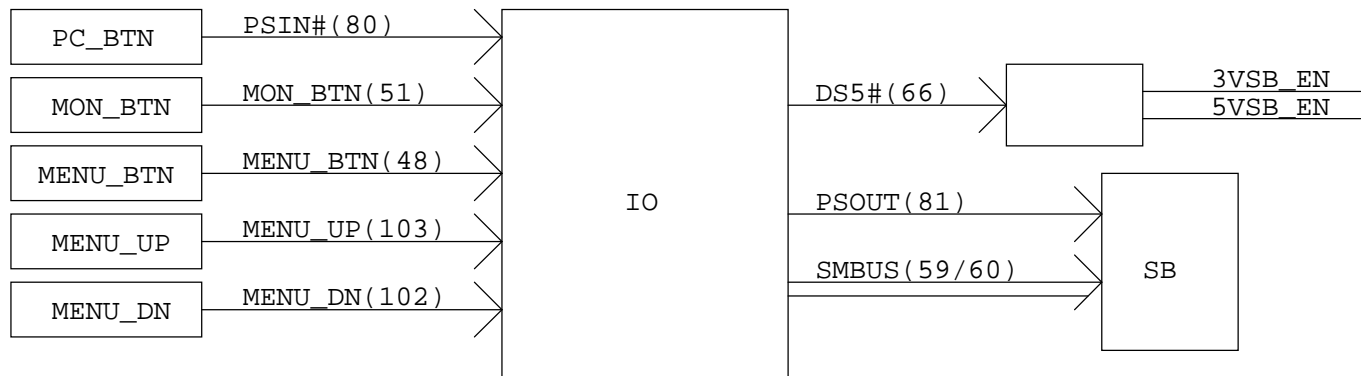 PC_BTN
PSIN#(80)
MON_BTN
MON_BTN(51)
MENU_BTN
MENU_BTN(48)
MENU_UP
MENU_UP(103)
MENU_DN
MENU_DN(102)
IO
DS5#(66)
3VSB_EN
5VSB_EN
PSOUT(81)
SMBUS(59/60)
SB